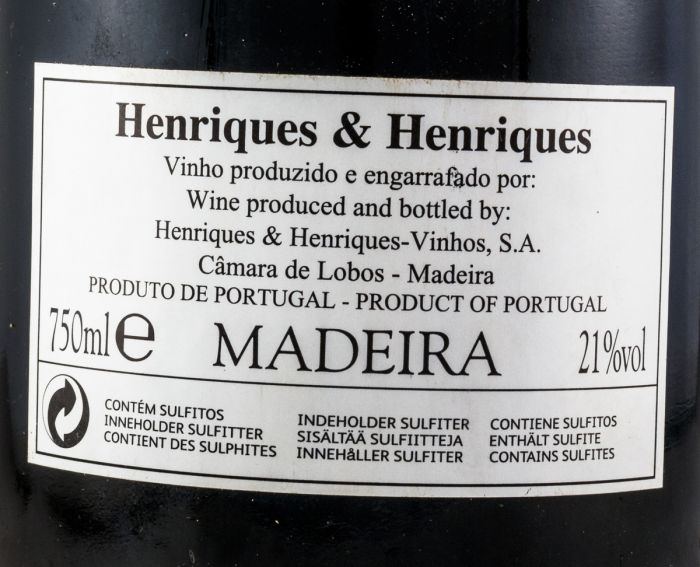 Henriques & Henriques
Vinho produzido e engarrafado por:
Wine produced and bottled by:
Henriques & Henriques-Vinhos, S.A.
Câmara de Lobos - Madeira
PRODUTO DE PORTUGAL - PRODUCT OF PORTUGAL
750ml e MADEIRA 21%vol
CONTÉM SULFITOS
INNEHOLDER SULFITTER
CONTIENT DES SULPHITES
INDEHOLDER SULFITER
SISÄLTÄÄ SULFIITTEJA
INNEHåLLER SULFITER
CONTIENE SULFITOS
ENTHÄLT SULFITE
CONTAINS SULFITES